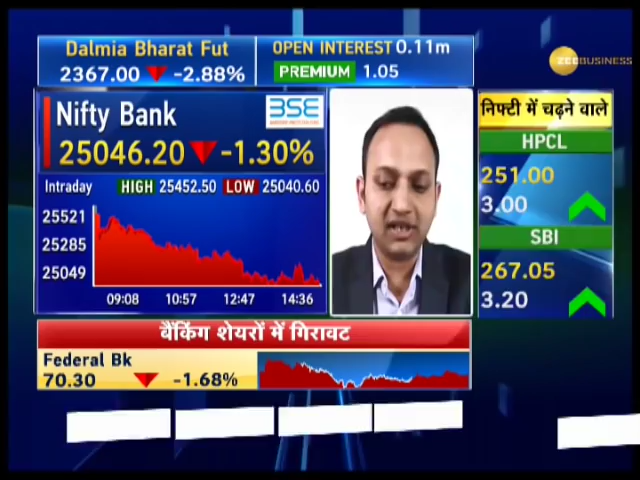 Dalmia Bharat Fut
2367.00 -2.88%
OPEN INTEREST 0.11m
PREMIUM 1.05
ZEEBUSINESS
Nifty Bank
BSE
25046.20 -1.30%
Intraday HIGH 25452.50 LOW 25040.60
25521
25285
25049
09:08 10:57 12:47 14:36
निफ्टी में चढ़ने वाले
HPCL
251.00
3.00
SBI
267.05
3.20
बैंकिंग शेयरों में गिरावट
Federal Bk
70.30 -1.68%